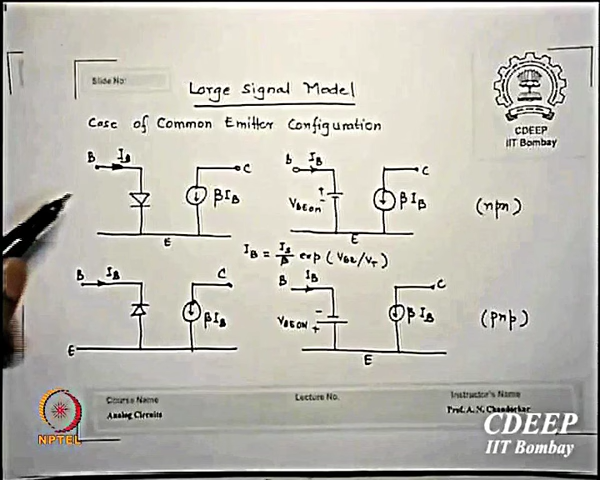 Slide No:
Large Signal Model
Case of Common Emitter Configuration
CDEEP
IIT Bombay
B IB C βIB E
b IB C VBEON + - βIB E (npn)
IB = Is/β exp (VBE/VT)
B IB C βIB E
B IB C VBEON - + βIB E (pnp)
Course Name Lecture No. Instructor's Name
Analog Circuits Prof. A. N. Chandorkar
NPTEL
CDEEP
IIT Bombay